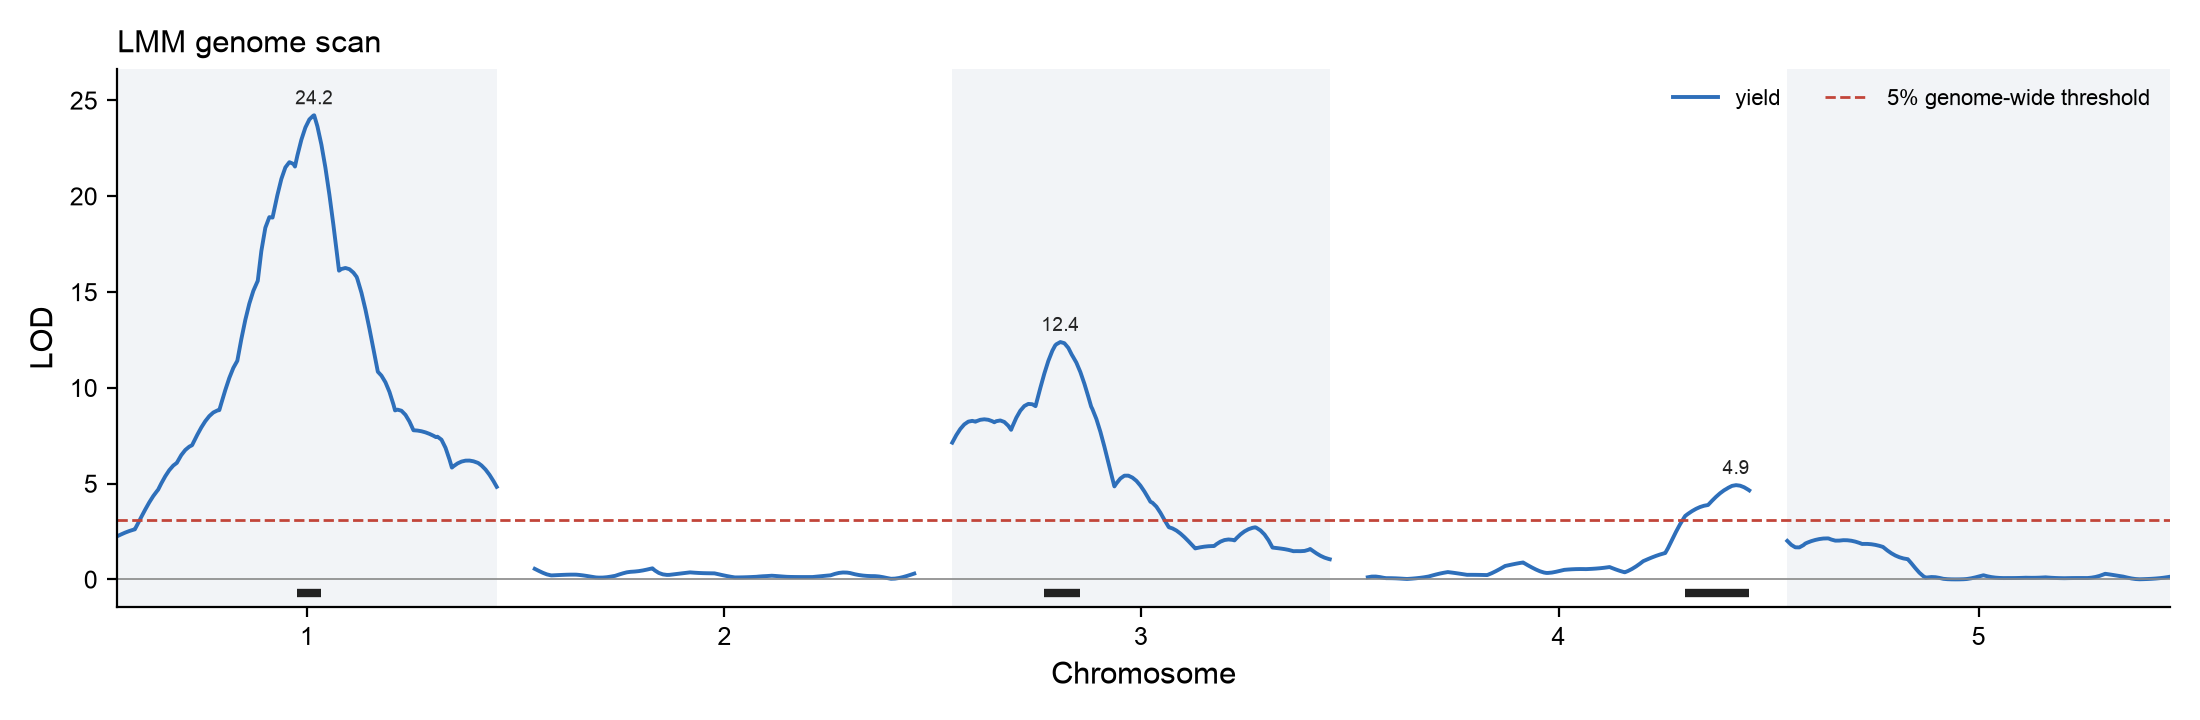 LMM genome scan
yield
5% genome-wide threshold
24.2
12.4
4.9
LOD
25
20
15
10
5
0
1 2 3 4 5
Chromosome